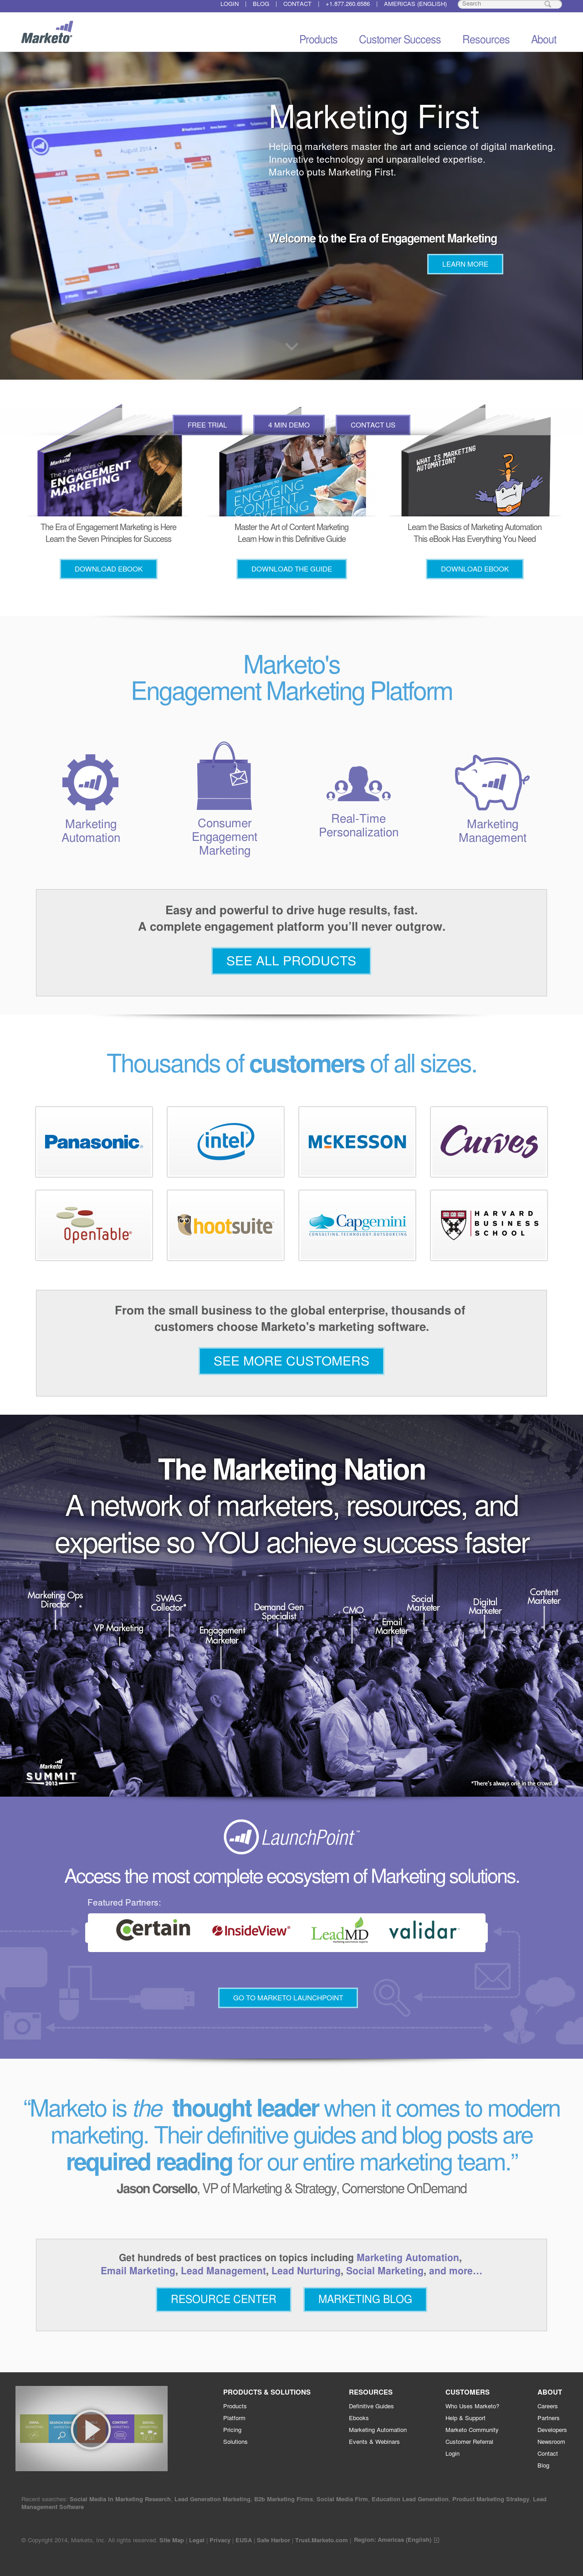 LOGIN | BLOG | CONTACT | +1.877.260.6586 | AMERICAS (ENGLISH) Search
Marketo
Products Customer Success Resources About
Marketing First
Helping marketers master the art and science of digital marketing.
Innovative technology and unparalleled expertise.
Marketo puts Marketing First.
Welcome to the Era of Engagement Marketing
LEARN MORE
August 2014
FREE TRIAL 4 MIN DEMO CONTACT US
Marketo
The 7 Principles of
ENGAGEMENT
MARKETING
ENGAGING
CONTENT
MARKETING
WHAT IS MARKETING
AUTOMATION?
The Era of Engagement Marketing is Here
Learn the Seven Principles for Success
DOWNLOAD EBOOK
Master the Art of Content Marketing
Learn How in this Definitive Guide
DOWNLOAD THE GUIDE
Learn the Basics of Marketing Automation
This eBook Has Everything You Need
DOWNLOAD EBOOK
Marketo's
Engagement Marketing Platform
Marketing
Automation
Consumer
Engagement
Marketing
Real-Time
Personalization
Marketing
Management
Easy and powerful to drive huge results, fast.
A complete engagement platform you'll never outgrow.
SEE ALL PRODUCTS
Thousands of customers of all sizes.
Panasonic
intel
MCKESSON
Curves
OpenTable
hootsuite
Capgemini
CONSULTING.TECHNOLOGY.OUTSOURCING
HARVARD
BUSINESS
SCHOOL
From the small business to the global enterprise, thousands of
customers choose Marketo's marketing software.
SEE MORE CUSTOMERS
The Marketing Nation
A network of marketers, resources, and
expertise so YOU achieve success faster
Marketing Ops
Director
VP Marketing
SWAG
Collector*
Engagement
Marketer
Demand Gen
Specialist
CMO
Email
Marketer
Social
Marketer
Digital
Marketer
Content
Marketer
Marketo
SUMMIT
2013
*There's always one in the crowd...
LaunchPoint™
Access the most complete ecosystem of Marketing solutions.
Featured Partners:
Certain InsideView LeadMD validar
GO TO MARKETO LAUNCHPOINT
“Marketo is the thought leader when it comes to modern
marketing. Their definitive guides and blog posts are
required reading for our entire marketing team.”
Jason Corsello, VP of Marketing & Strategy, Cornerstone OnDemand
Get hundreds of best practices on topics including Marketing Automation,
Email Marketing, Lead Management, Lead Nurturing, Social Marketing, and more…
RESOURCE CENTER MARKETING BLOG
PRODUCTS & SOLUTIONS
Products
Platform
Pricing
Solutions
RESOURCES
Definitive Guides
Ebooks
Marketing Automation
Events & Webinars
CUSTOMERS
Who Uses Marketo?
Help & Support
Marketo Community
Customer Referral
Login
ABOUT
Careers
Partners
Developers
Newsroom
Contact
Blog
Recent searches: Social Media in Marketing Research, Lead Generation Marketing, B2b Marketing Firms, Social Media Firm, Education Lead Generation, Product Marketing Strategy, Lead
Management Software
© Copyright 2014, Marketo, Inc. All rights reserved. Site Map | Legal | Privacy | EUSA | Safe Harbor | Trust.Marketo.com | Region: Americas (English)